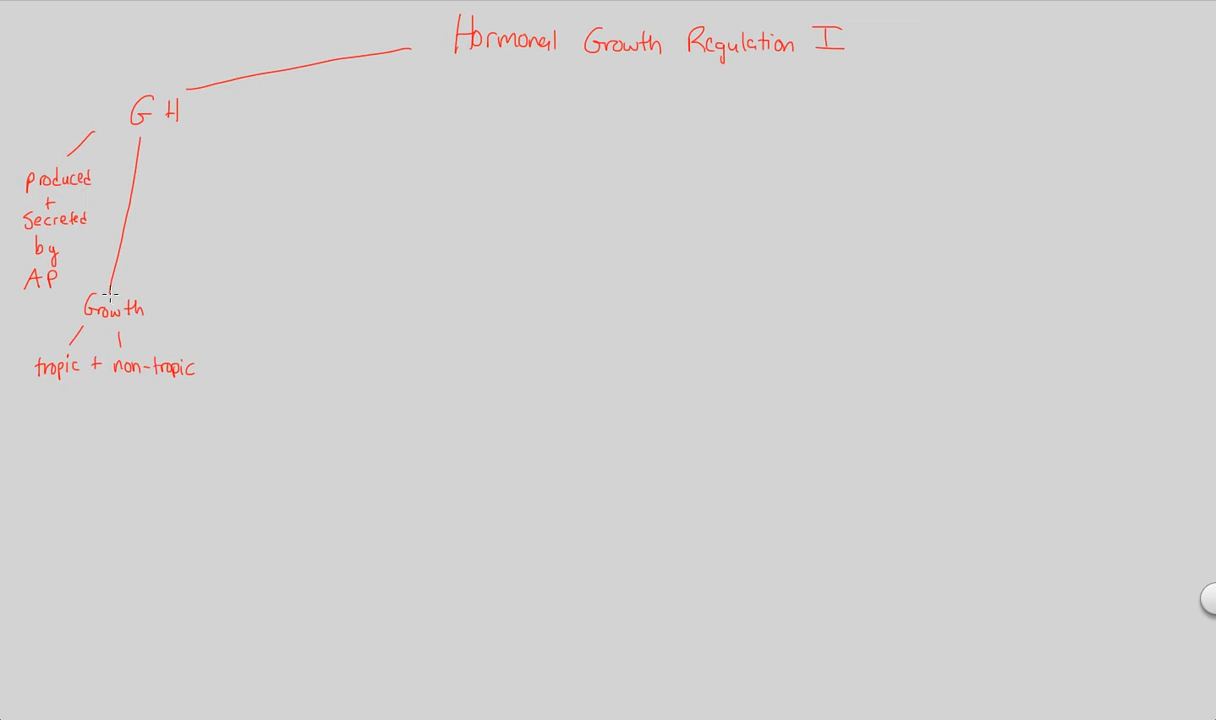 Hormonal Growth Regulation I
GH
produced
+
Secreted
by
AP
Growth
tropic + non-tropic